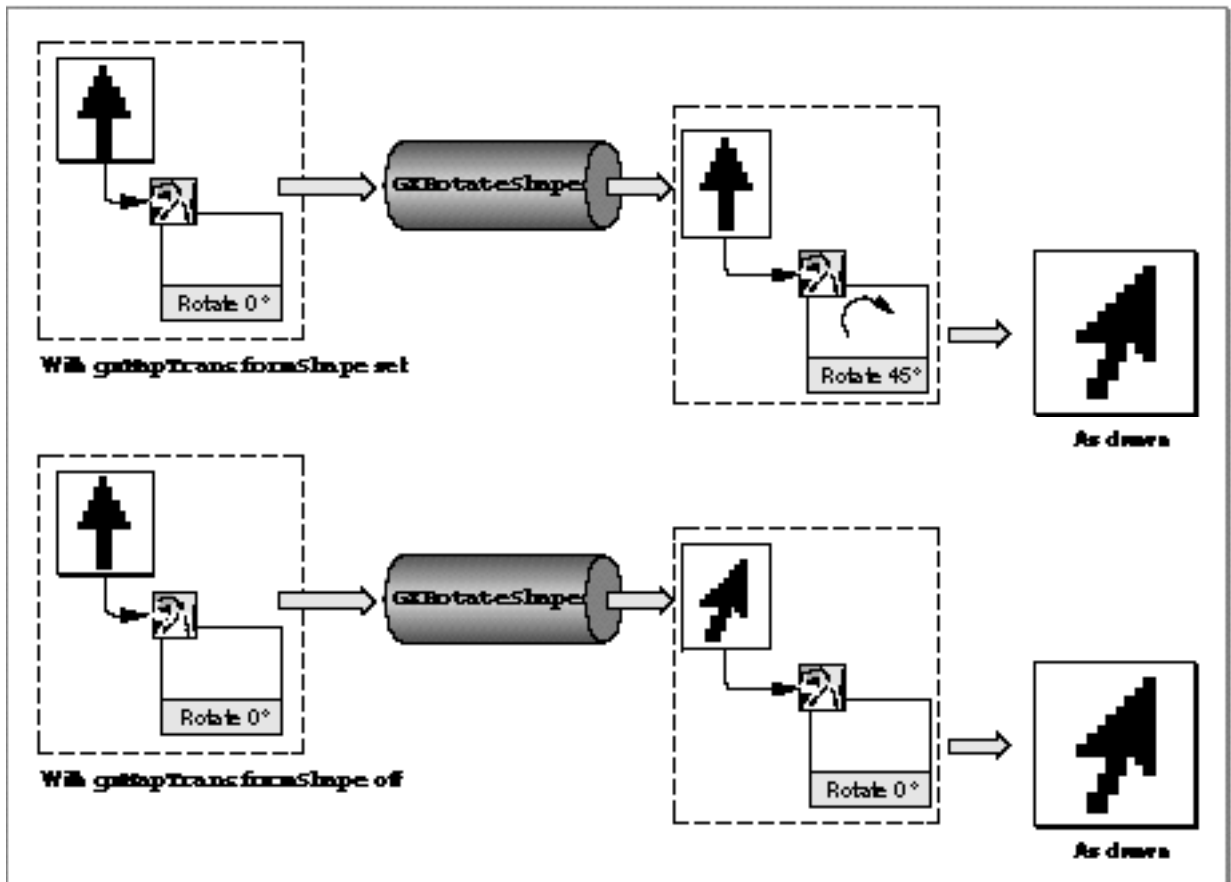 GXRotateShape
Rotate 0°
Rotate 45°
With gxMapTransformShape set
As drawn
GXRotateShape
Rotate 0°
Rotate 0°
With gxMapTransformShape off
As drawn